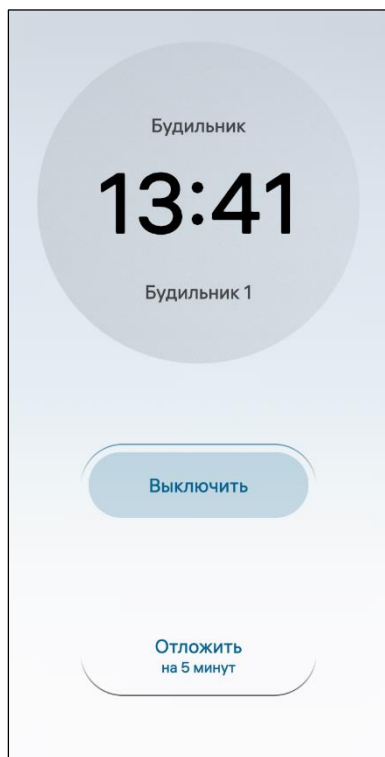 Будильник
13:41
Будильник 1
Выключить
Отложить
на 5 минут